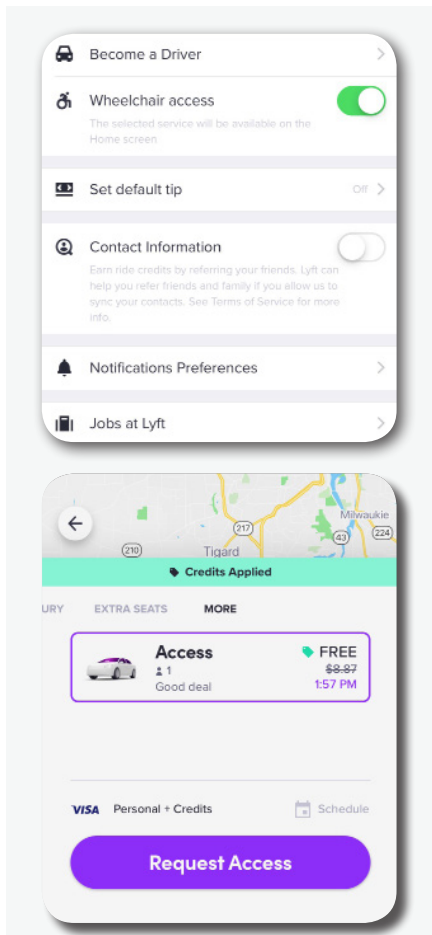 Become a Driver
Wheelchair access
The selected service will be available on the
Home screen
Set default tip
Off
Contact Information
Earn ride credits by referring your friends. Lyft can
help you refer friends and family if you allow us to
sync your contacts. See Terms of Service for more
info.
Notifications Preferences
Jobs at Lyft
Milwaukie
217
43
224
210
Tigard
Credits Applied
URY EXTRA SEATS MORE
Access FREE
1 $8.87
Good deal 1:57 PM
VISA Personal + Credits Schedule
Request Access